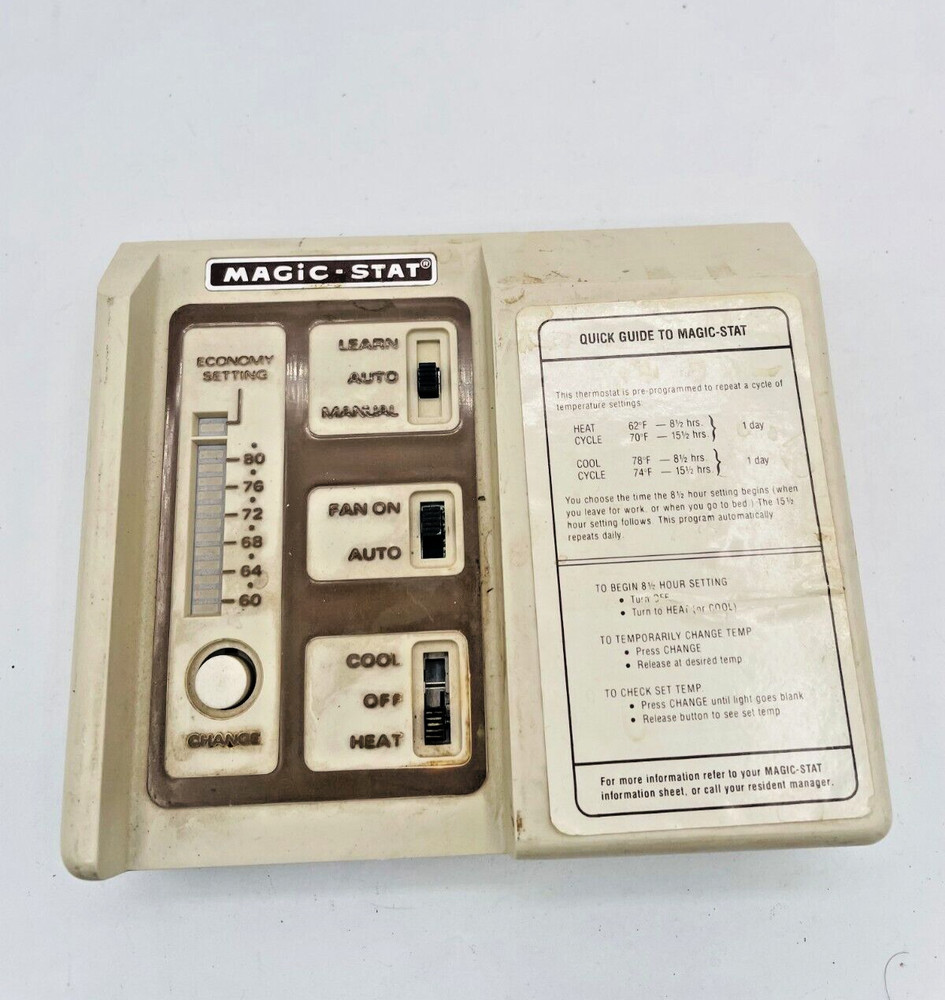 MAGiC-STAT®
ECONOMY
SETTING
80
76
72
68
64
60
CHANGE
LEARN
AUTO
MANUAL
FAN ON
AUTO
COOL
OFF
HEAT
QUICK GUIDE TO MAGIC-STAT
This thermostat is pre-programmed to repeat a cycle of
temperature settings:
HEAT 62°F — 8½ hrs. 1 day
CYCLE 70°F — 15½ hrs.
COOL 78°F — 8½ hrs. 1 day
CYCLE 74°F — 15½ hrs.
You choose the time the 8½ hour setting begins (when
you leave for work, or when you go to bed.) The 15½
hour setting follows. This program automatically
repeats daily.
TO BEGIN 8½ HOUR SETTING
• Turn OFF
• Turn to HEAT (or COOL)
TO TEMPORARILY CHANGE TEMP.
• Press CHANGE
• Release at desired temp.
TO CHECK SET TEMP.
• Press CHANGE until light goes blank
• Release button to see set temp.
For more information refer to your MAGIC-STAT
information sheet, or call your resident manager.